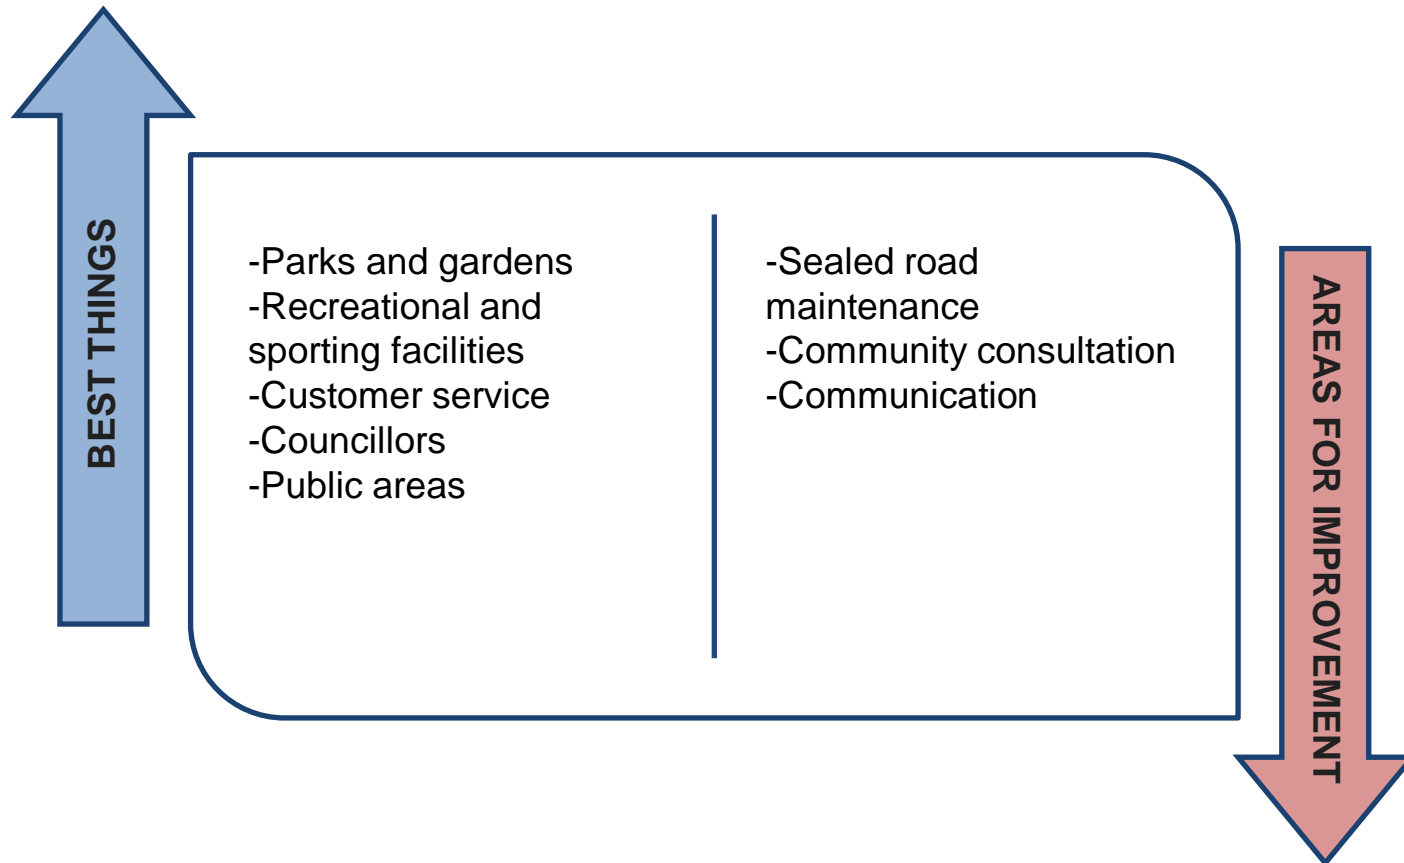 BEST THINGS
-Parks and gardens
-Recreational and
sporting facilities
-Customer service
-Councillors
-Public areas
-Sealed road
maintenance
-Community consultation
-Communication
AREAS FOR IMPROVEMENT